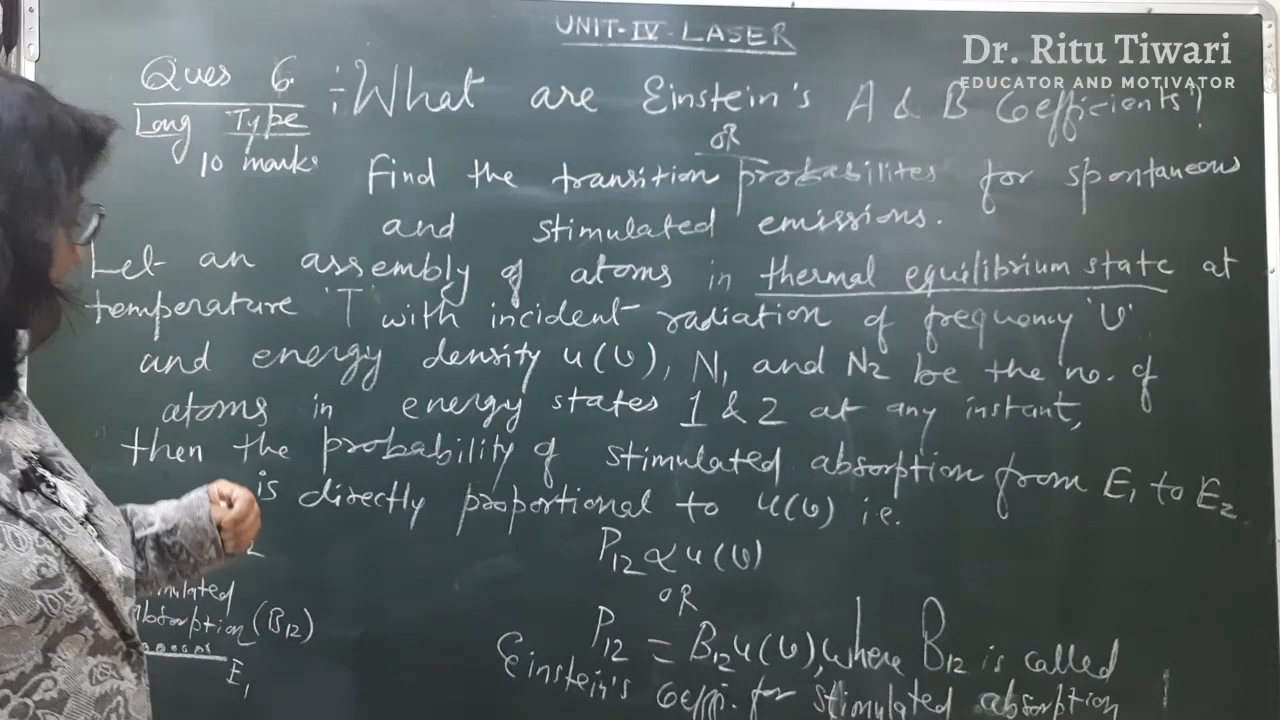 UNIT-IV-LASER
Dr. Ritu Tiwari
EDUCATOR AND MOTIVATOR
Ques 6 :- What are Einstein's A & B Coefficients?
Long Type
OR
10 marks
Find the transition probabilites for spontaneous
and stimulated emissions.
Let an assembly of atoms in thermal equilibrium state at
temperature 'T' with incident radiation of frequency 'υ'
and energy density u(υ), N1 and N2 be the no. of
atoms in energy states 1 & 2 at any instant,
then the probability of stimulated absorption from E1 to E2
is directly proportional to u(υ) i.e.
P12 ∝ u(υ)
OR
P12 = B12 u(υ), where B12 is called
Einstein's Coeff. for stimulated absorption
Absorption (B12)
E1